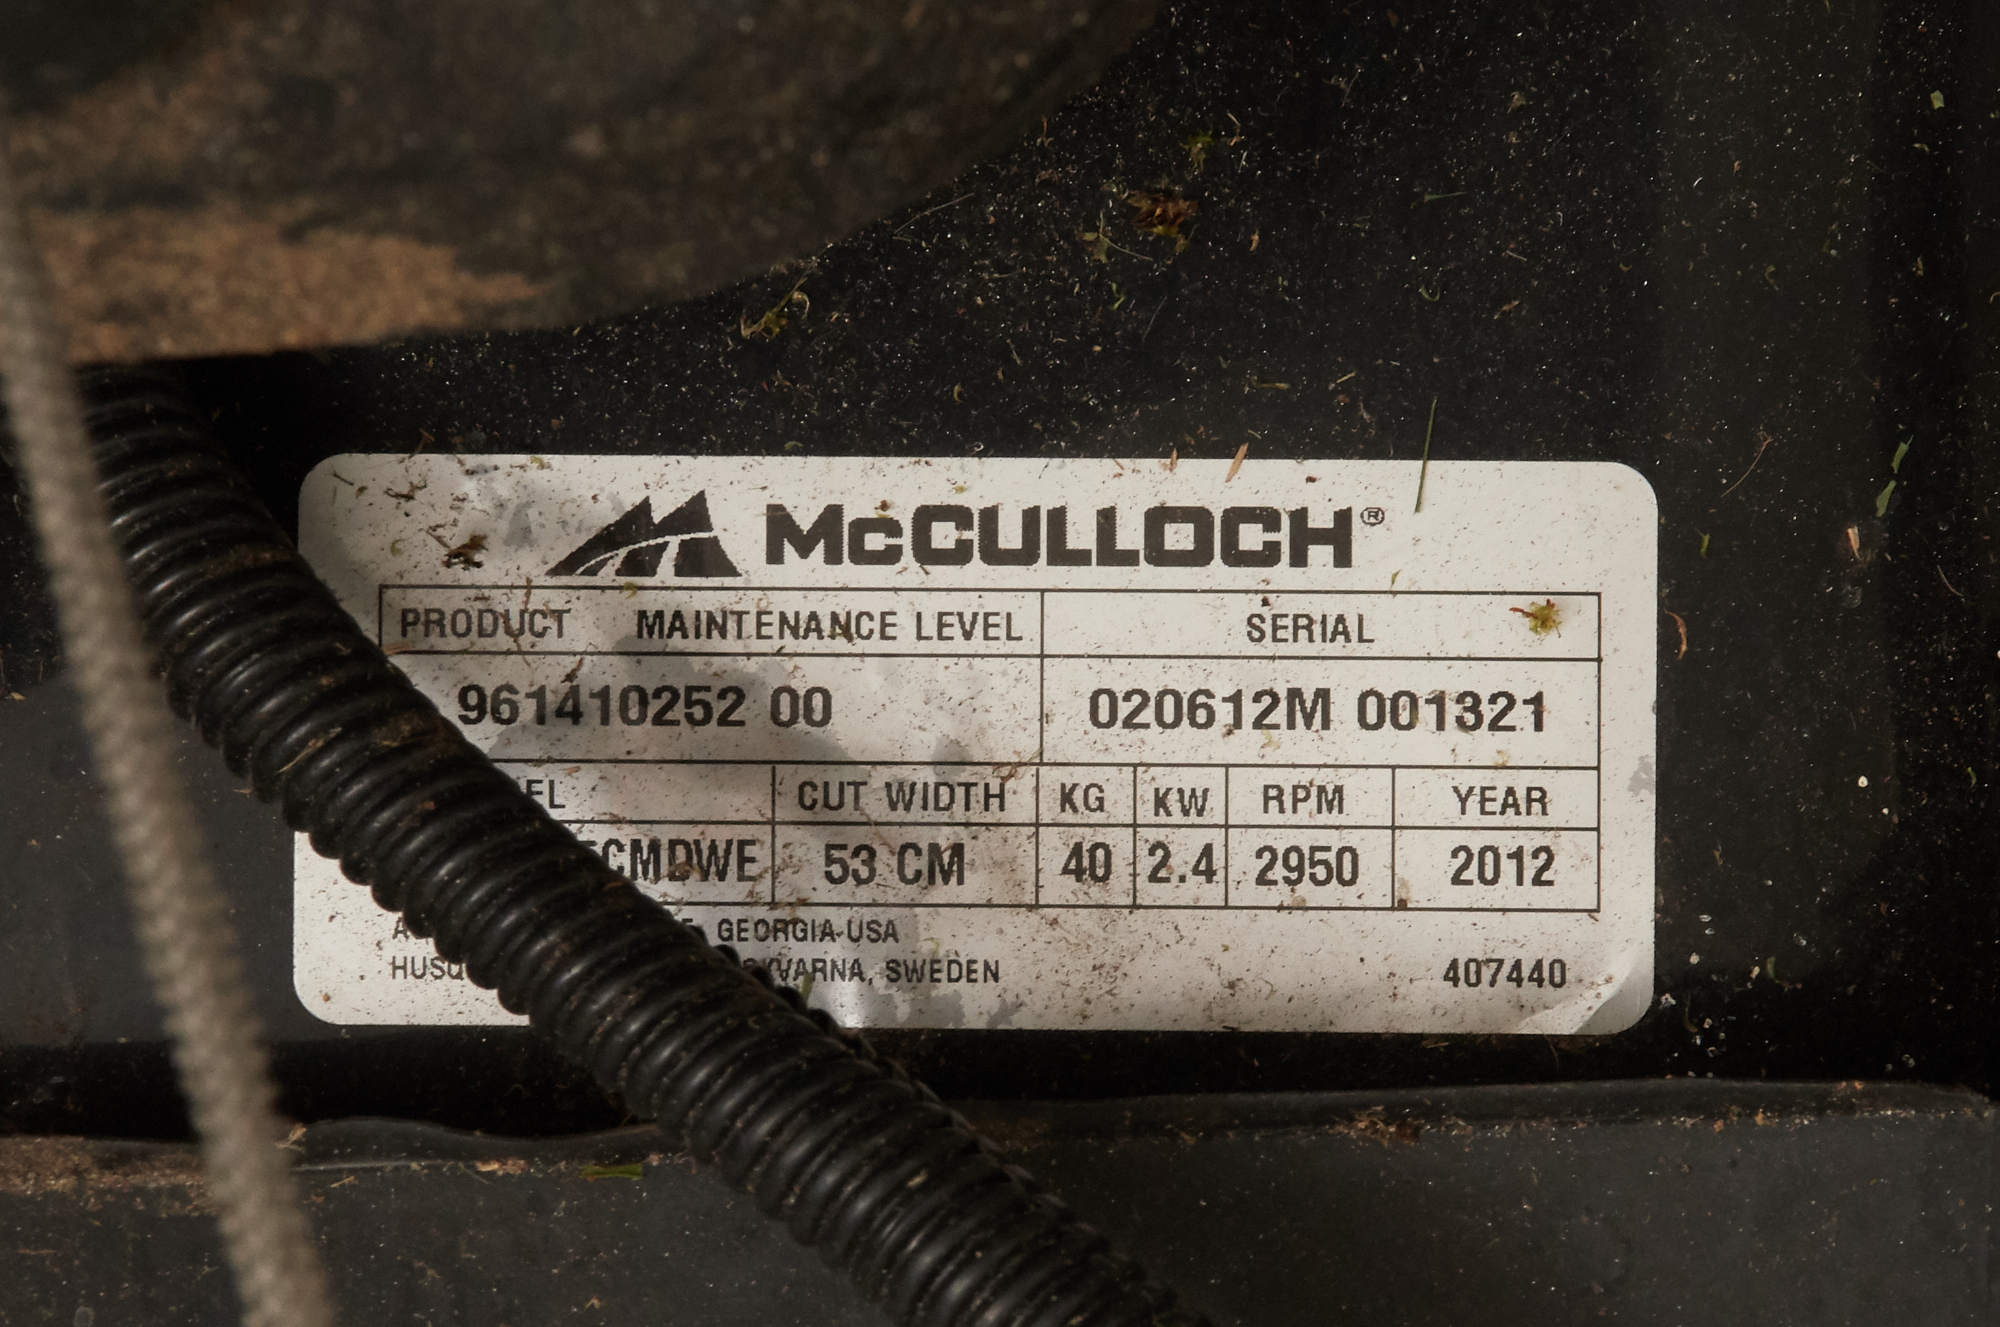 McCULLOCH®
PRODUCT MAINTENANCE LEVEL SERIAL
961410252 00 020612M 001321
CUT WIDTH KG KW RPM YEAR
53 CM 40 2.4 2950 2012
GEORGIA USA
SWEDEN 407440